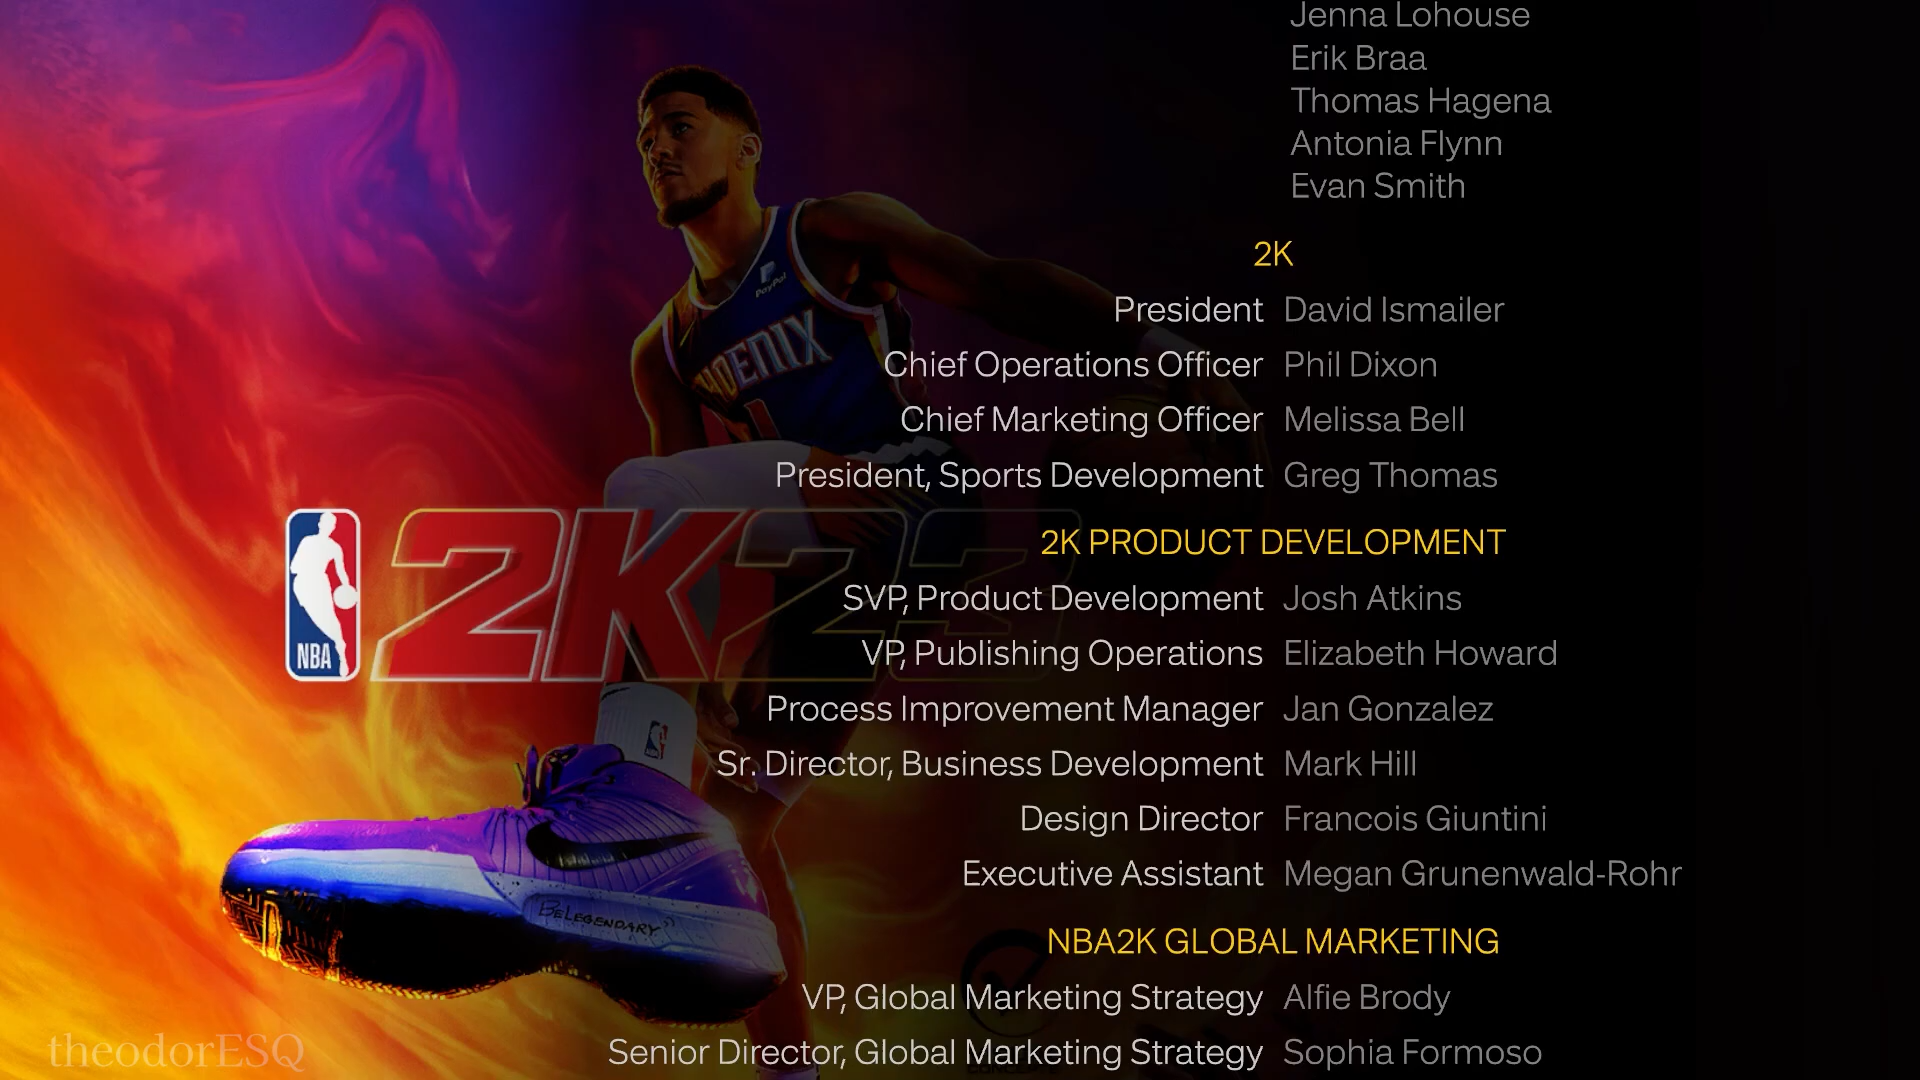 Jenna Lohouse
Erik Braa
Thomas Hagena
Antonia Flynn
Evan Smith
2K
President David Ismailer
Chief Operations Officer Phil Dixon
Chief Marketing Officer Melissa Bell
President, Sports Development Greg Thomas
2K PRODUCT DEVELOPMENT
SVP, Product Development Josh Atkins
VP, Publishing Operations Elizabeth Howard
Process Improvement Manager Jan Gonzalez
Sr. Director, Business Development Mark Hill
Design Director Francois Giuntini
Executive Assistant Megan Grunenwald-Rohr
NBA2K GLOBAL MARKETING
VP, Global Marketing Strategy Alfie Brody
Senior Director, Global Marketing Strategy Sophia Formoso
PayPal
PHOENIX
1
NBA
2K23
NBA
BELEGENDARY
theodorESQ